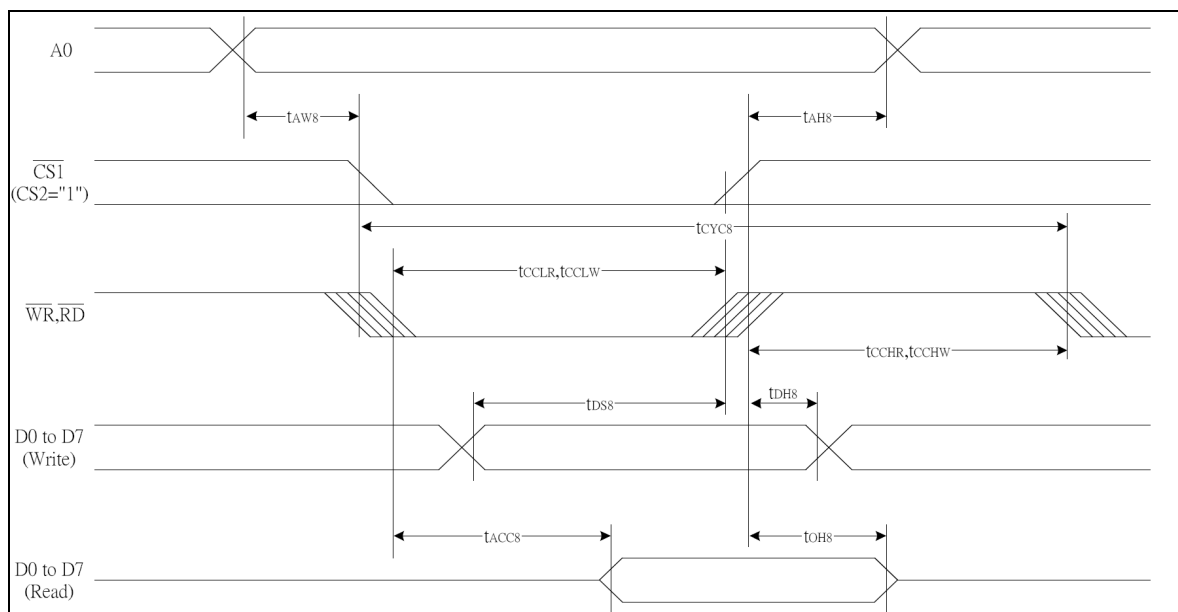 A0
tAW8
tAH8
CS1
(CS2="1")
tCYC8
tCCLR,tCCLW
WR,RD
tCCHR,tCCHW
tDS8
tDH8
D0 to D7
(Write)
tACC8
tOH8
D0 to D7
(Read)